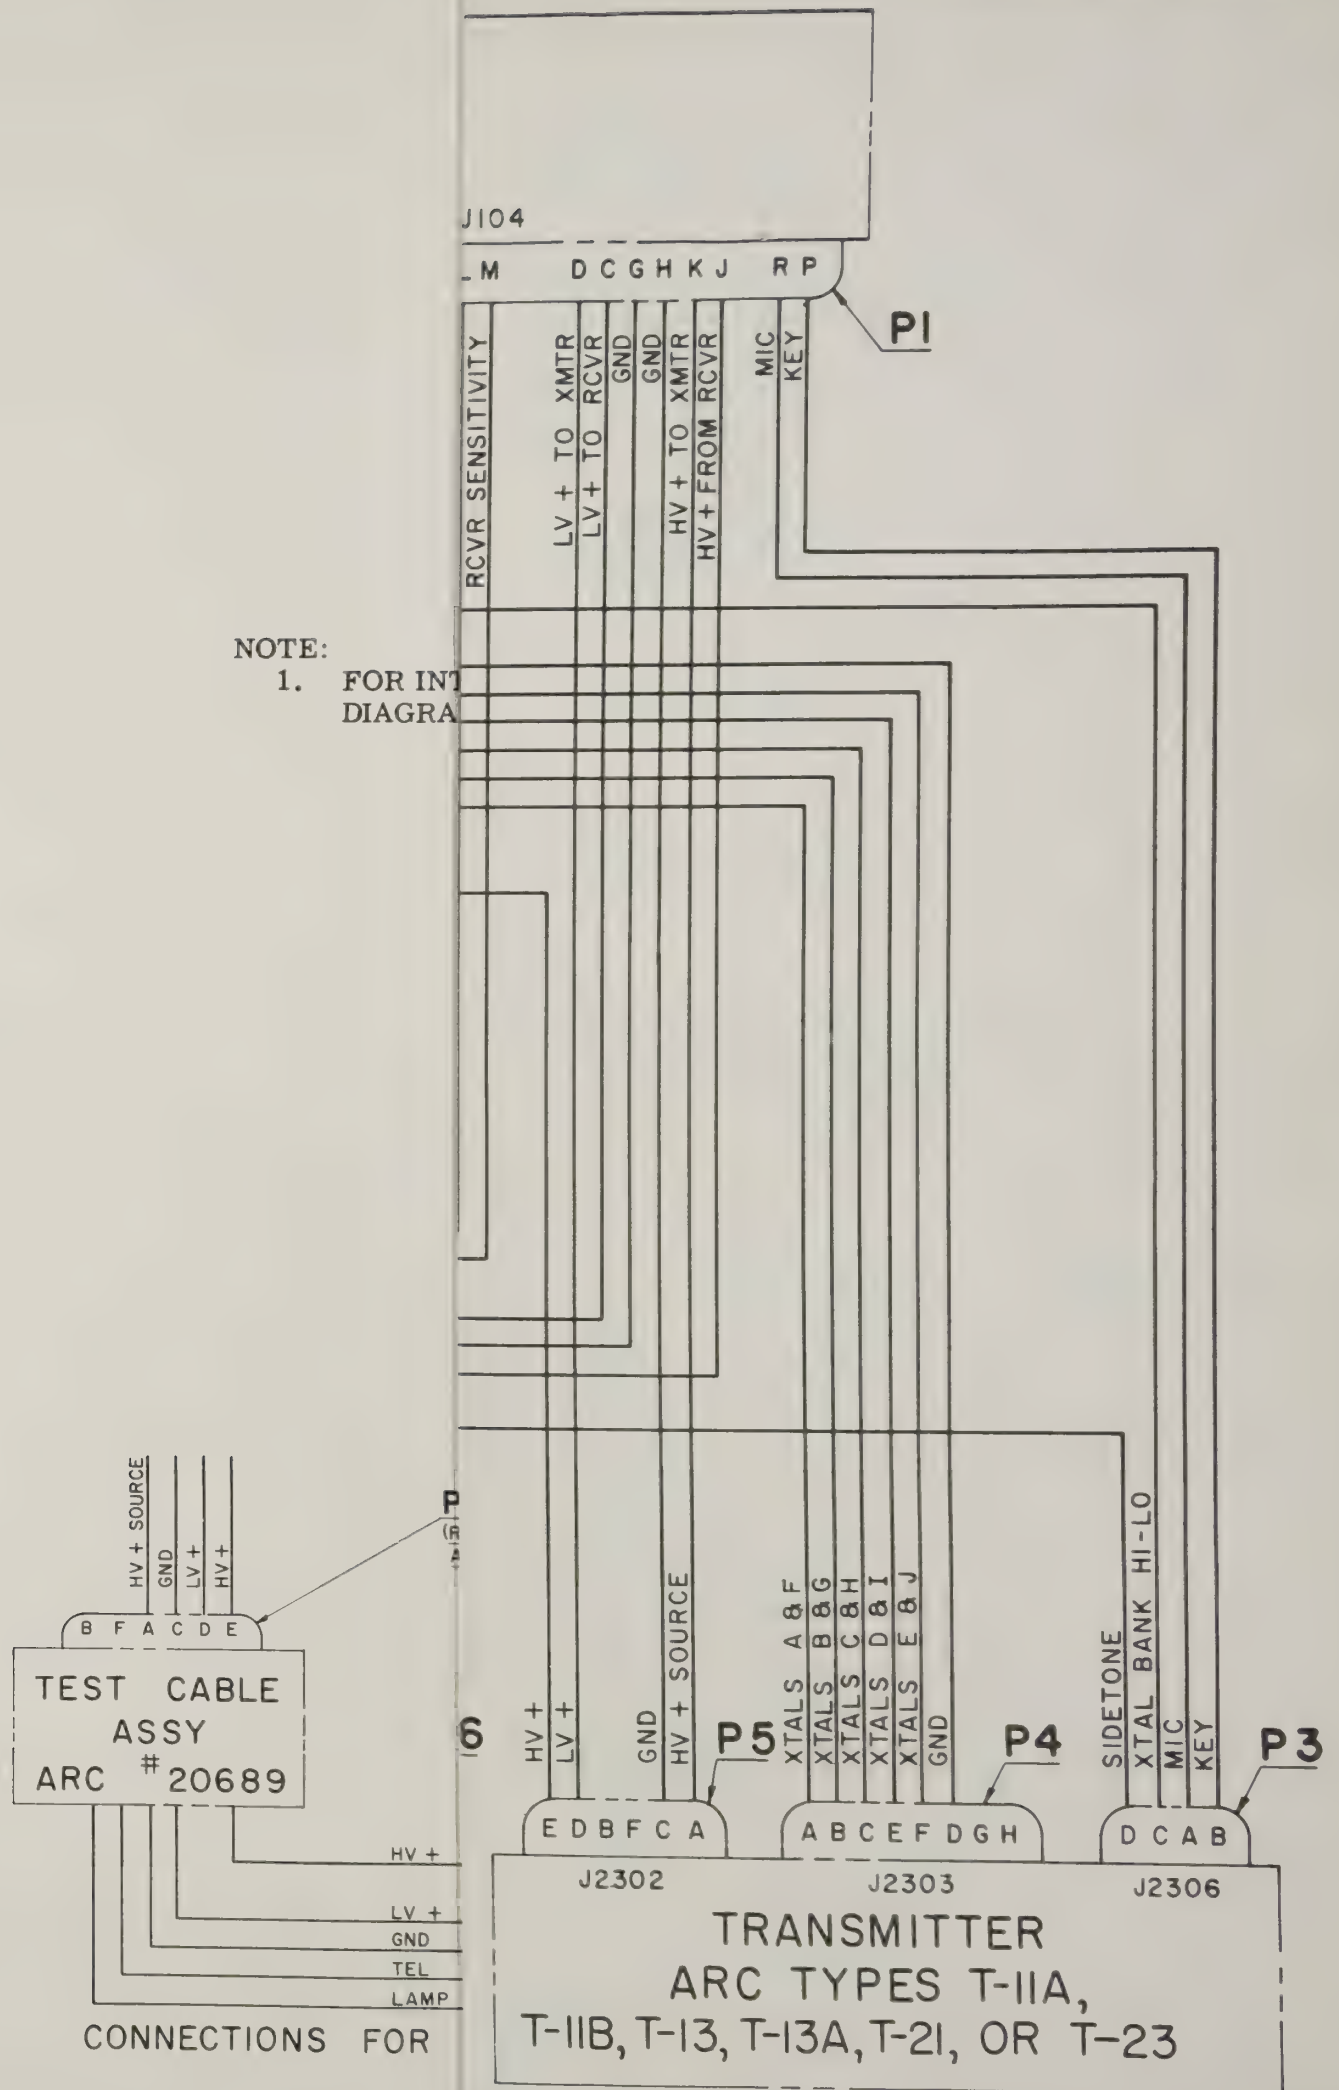 J104
M D C G H K J R P
P1
RCVR SENSITIVITY
LV + TO XMTR
LV + TO RCVR
GND
GND
HV + TO XMTR
HV + FROM RCVR
MIC
KEY
NOTE:
1. FOR INT
DIAGRA
HV + SOURCE
GND
LV +
HV +
P
B F A C D E
TEST CABLE
ASSY
ARC # 20689
HV +
LV +
GND
TEL
LAMP
CONNECTIONS FOR
6
HV +
LV +
GND
HV + SOURCE
P5
XTALS A & F
XTALS B & G
XTALS C & H
XTALS D & I
XTALS E & J
GND
P4
SIDETONE
XTAL BANK HI-LO
MIC
KEY
P3
E D B F C A
A B C E F D G H
D C A B
J2302
J2303
J2306
TRANSMITTER
ARC TYPES T-11A,
T-11B, T-13, T-13A, T-21, OR T-23